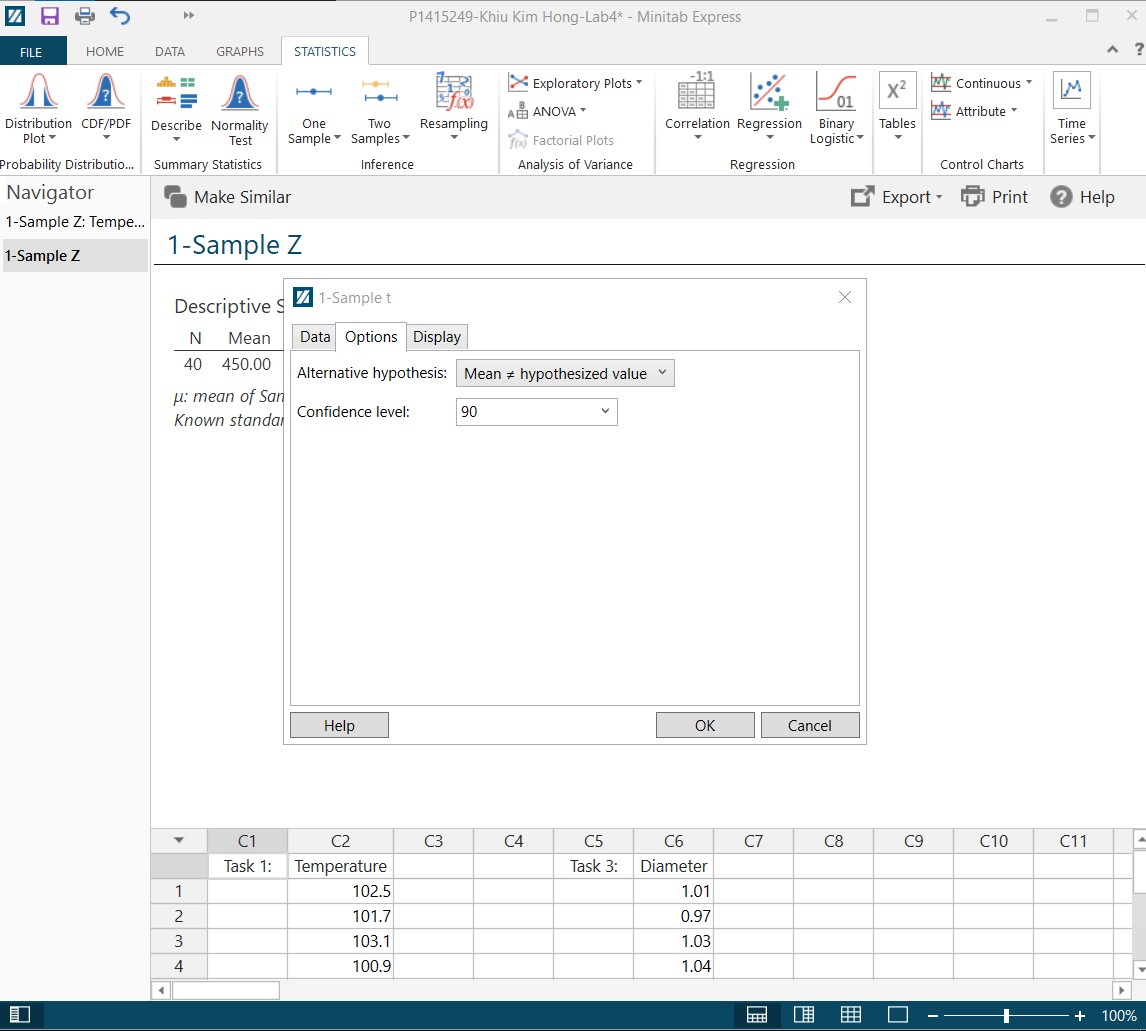 P1415249-Khiu Kim Hong-Lab4* - Minitab Express
FILE HOME DATA GRAPHS STATISTICS
?
Distribution Plot CDF/PDF
Probability Distributio...
Describe Normality Test
Summary Statistics
One Sample Two Samples Resampling
Inference
Exploratory Plots
ANOVA
Factorial Plots
Analysis of Variance
Correlation Regression Binary Logistic
-1:1
01
Regression
X²
Tables
Continuous
Attribute
Control Charts
Time Series
Navigator
1-Sample Z: Tempe...
1-Sample Z
Make Similar
Export Print Help
1-Sample Z
Descriptive S
N Mean
40 450.00
μ: mean of San
Known standar
1-Sample t
Data Options Display
Alternative hypothesis: Mean ≠ hypothesized value
Confidence level: 90
Help OK Cancel
C1 C2 C3 C4 C5 C6 C7 C8 C9 C10 C11
Task 1: Temperature Task 3: Diameter
1 102.5 1.01
2 101.7 0.97
3 103.1 1.03
4 100.9 1.04
100%